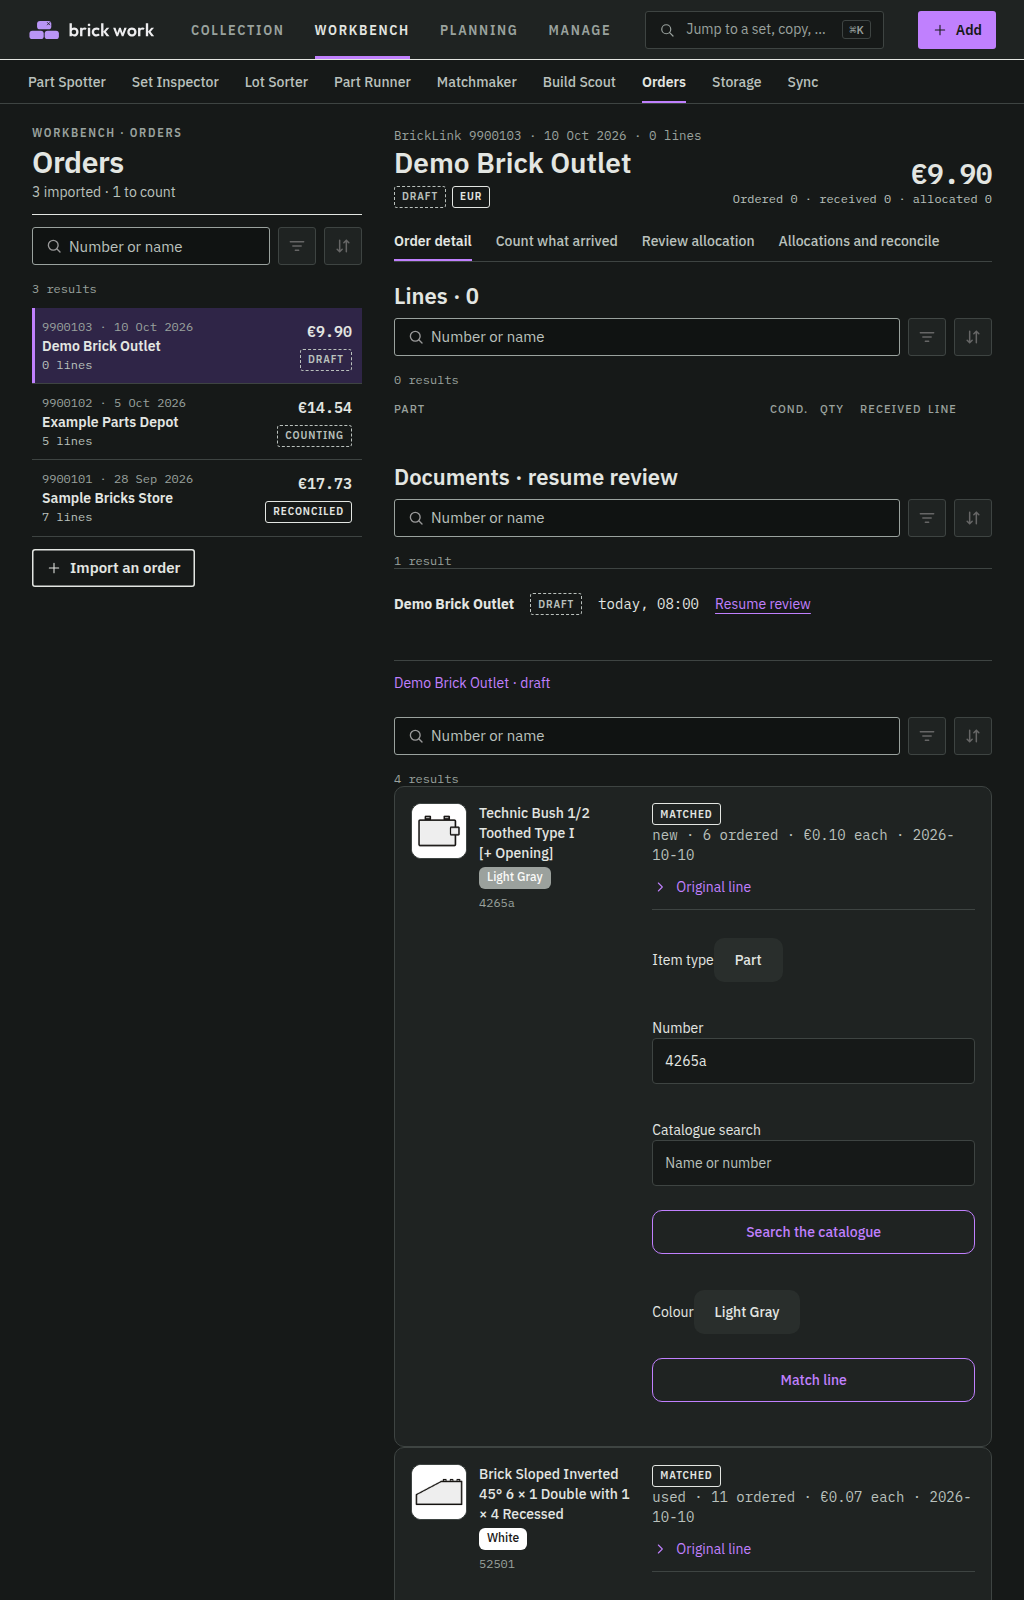 brick work
COLLECTION
WORKBENCH
PLANNING
MANAGE
Jump to a set, copy, ...
⌘K
+ Add
Part Spotter
Set Inspector
Lot Sorter
Part Runner
Matchmaker
Build Scout
Orders
Storage
Sync
WORKBENCH · ORDERS
Orders
3 imported · 1 to count
Number or name
3 results
9900103 · 10 Oct 2026
€9.90
Demo Brick Outlet
0 lines
DRAFT
9900102 · 5 Oct 2026
€14.54
Example Parts Depot
5 lines
COUNTING
9900101 · 28 Sep 2026
€17.73
Sample Bricks Store
7 lines
RECONCILED
+ Import an order
BrickLink 9900103 · 10 Oct 2026 · 0 lines
Demo Brick Outlet
€9.90
DRAFT
EUR
Ordered 0 · received 0 · allocated 0
Order detail
Count what arrived
Review allocation
Allocations and reconcile
Lines · 0
Number or name
0 results
PART
COND.
QTY
RECEIVED
LINE
Documents · resume review
Number or name
1 result
Demo Brick Outlet
DRAFT
today, 08:00
Resume review
Demo Brick Outlet · draft
Number or name
4 results
Technic Bush 1/2
Toothed Type I
[+ Opening]
Light Gray
4265a
MATCHED
new · 6 ordered · €0.10 each · 2026-
10-10
Original line
Item type
Part
Number
4265a
Catalogue search
Name or number
Search the catalogue
Colour
Light Gray
Match line
Brick Sloped Inverted
45° 6 × 1 Double with 1
× 4 Recessed
White
52501
MATCHED
used · 11 ordered · €0.07 each · 2026-
10-10
Original line